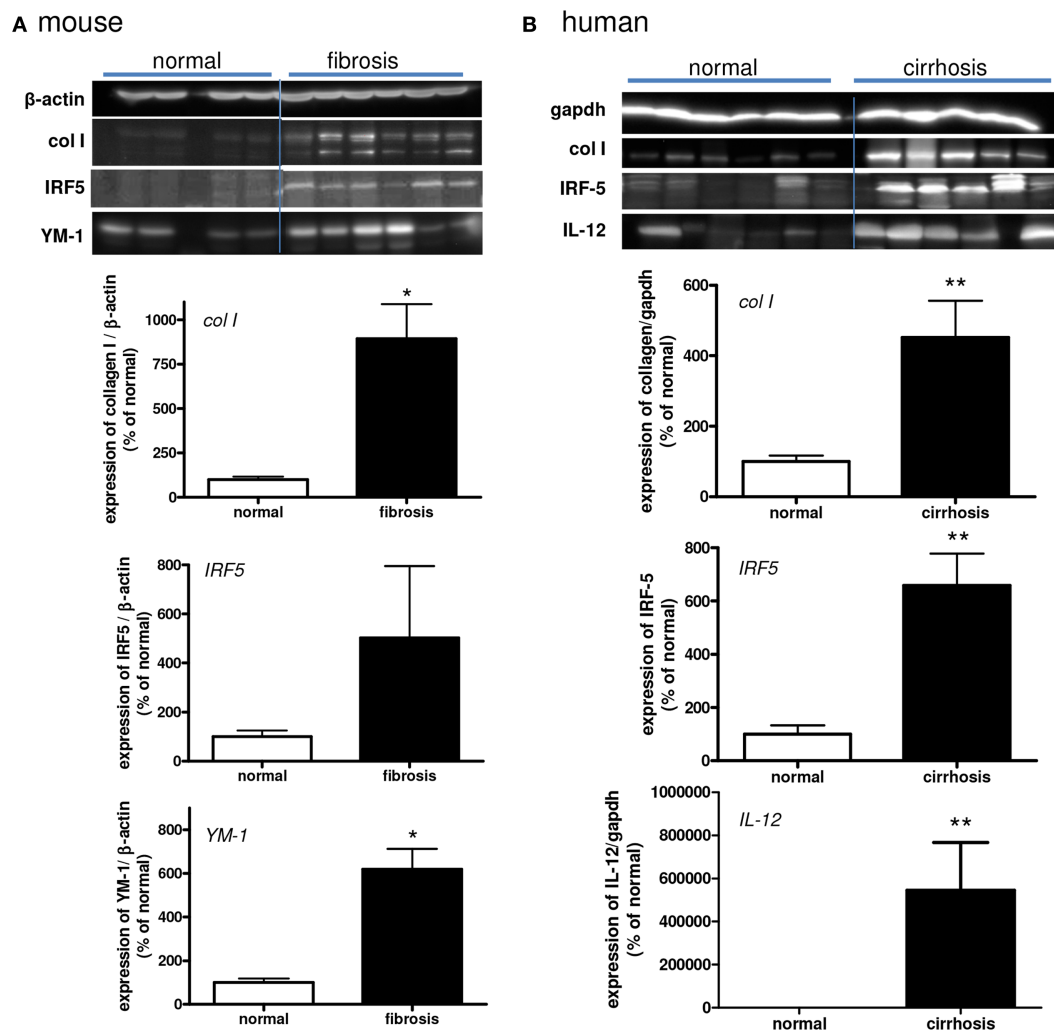 A mouse
normal fibrosis
β-actin
col I
IRF5
YM-1
expression of collagen I / β-actin
(% of normal)
col I
*
1000
750
500
250
0
normal fibrosis
expression of IRF5 / β-actin
(% of normal)
IRF5
800
600
400
200
0
normal fibrosis
expression of YM-1/ β-actin
(% of normal)
YM-1
*
800
600
400
200
0
normal fibrosis
B human
normal cirrhosis
gapdh
col I
IRF-5
IL-12
expression of collagen/gapdh
(% of normal)
col I
**
600
400
200
0
normal cirrhosis
expression of IRF-5
(% of normal)
IRF5
**
800
600
400
200
0
normal cirrhosis
expression of IL-12/gapdh
(% of normal)
IL-12
**
1000000
800000
600000
400000
200000
0
normal cirrhosis